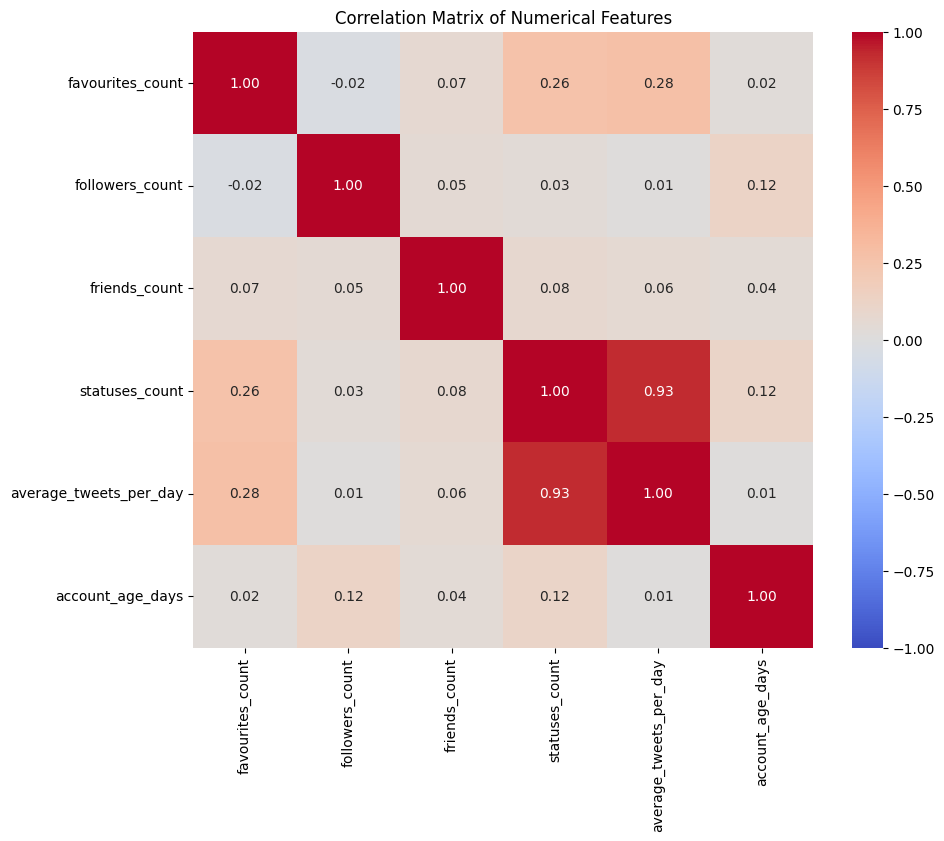 Correlation Matrix of Numerical Features
favourites_count 1.00 -0.02 0.07 0.26 0.28 0.02
followers_count -0.02 1.00 0.05 0.03 0.01 0.12
friends_count 0.07 0.05 1.00 0.08 0.06 0.04
statuses_count 0.26 0.03 0.08 1.00 0.93 0.12
average_tweets_per_day 0.28 0.01 0.06 0.93 1.00 0.01
account_age_days 0.02 0.12 0.04 0.12 0.01 1.00
favourites_count
followers_count
friends_count
statuses_count
average_tweets_per_day
account_age_days
1.00
0.75
0.50
0.25
0.00
−0.25
−0.50
−0.75
−1.00